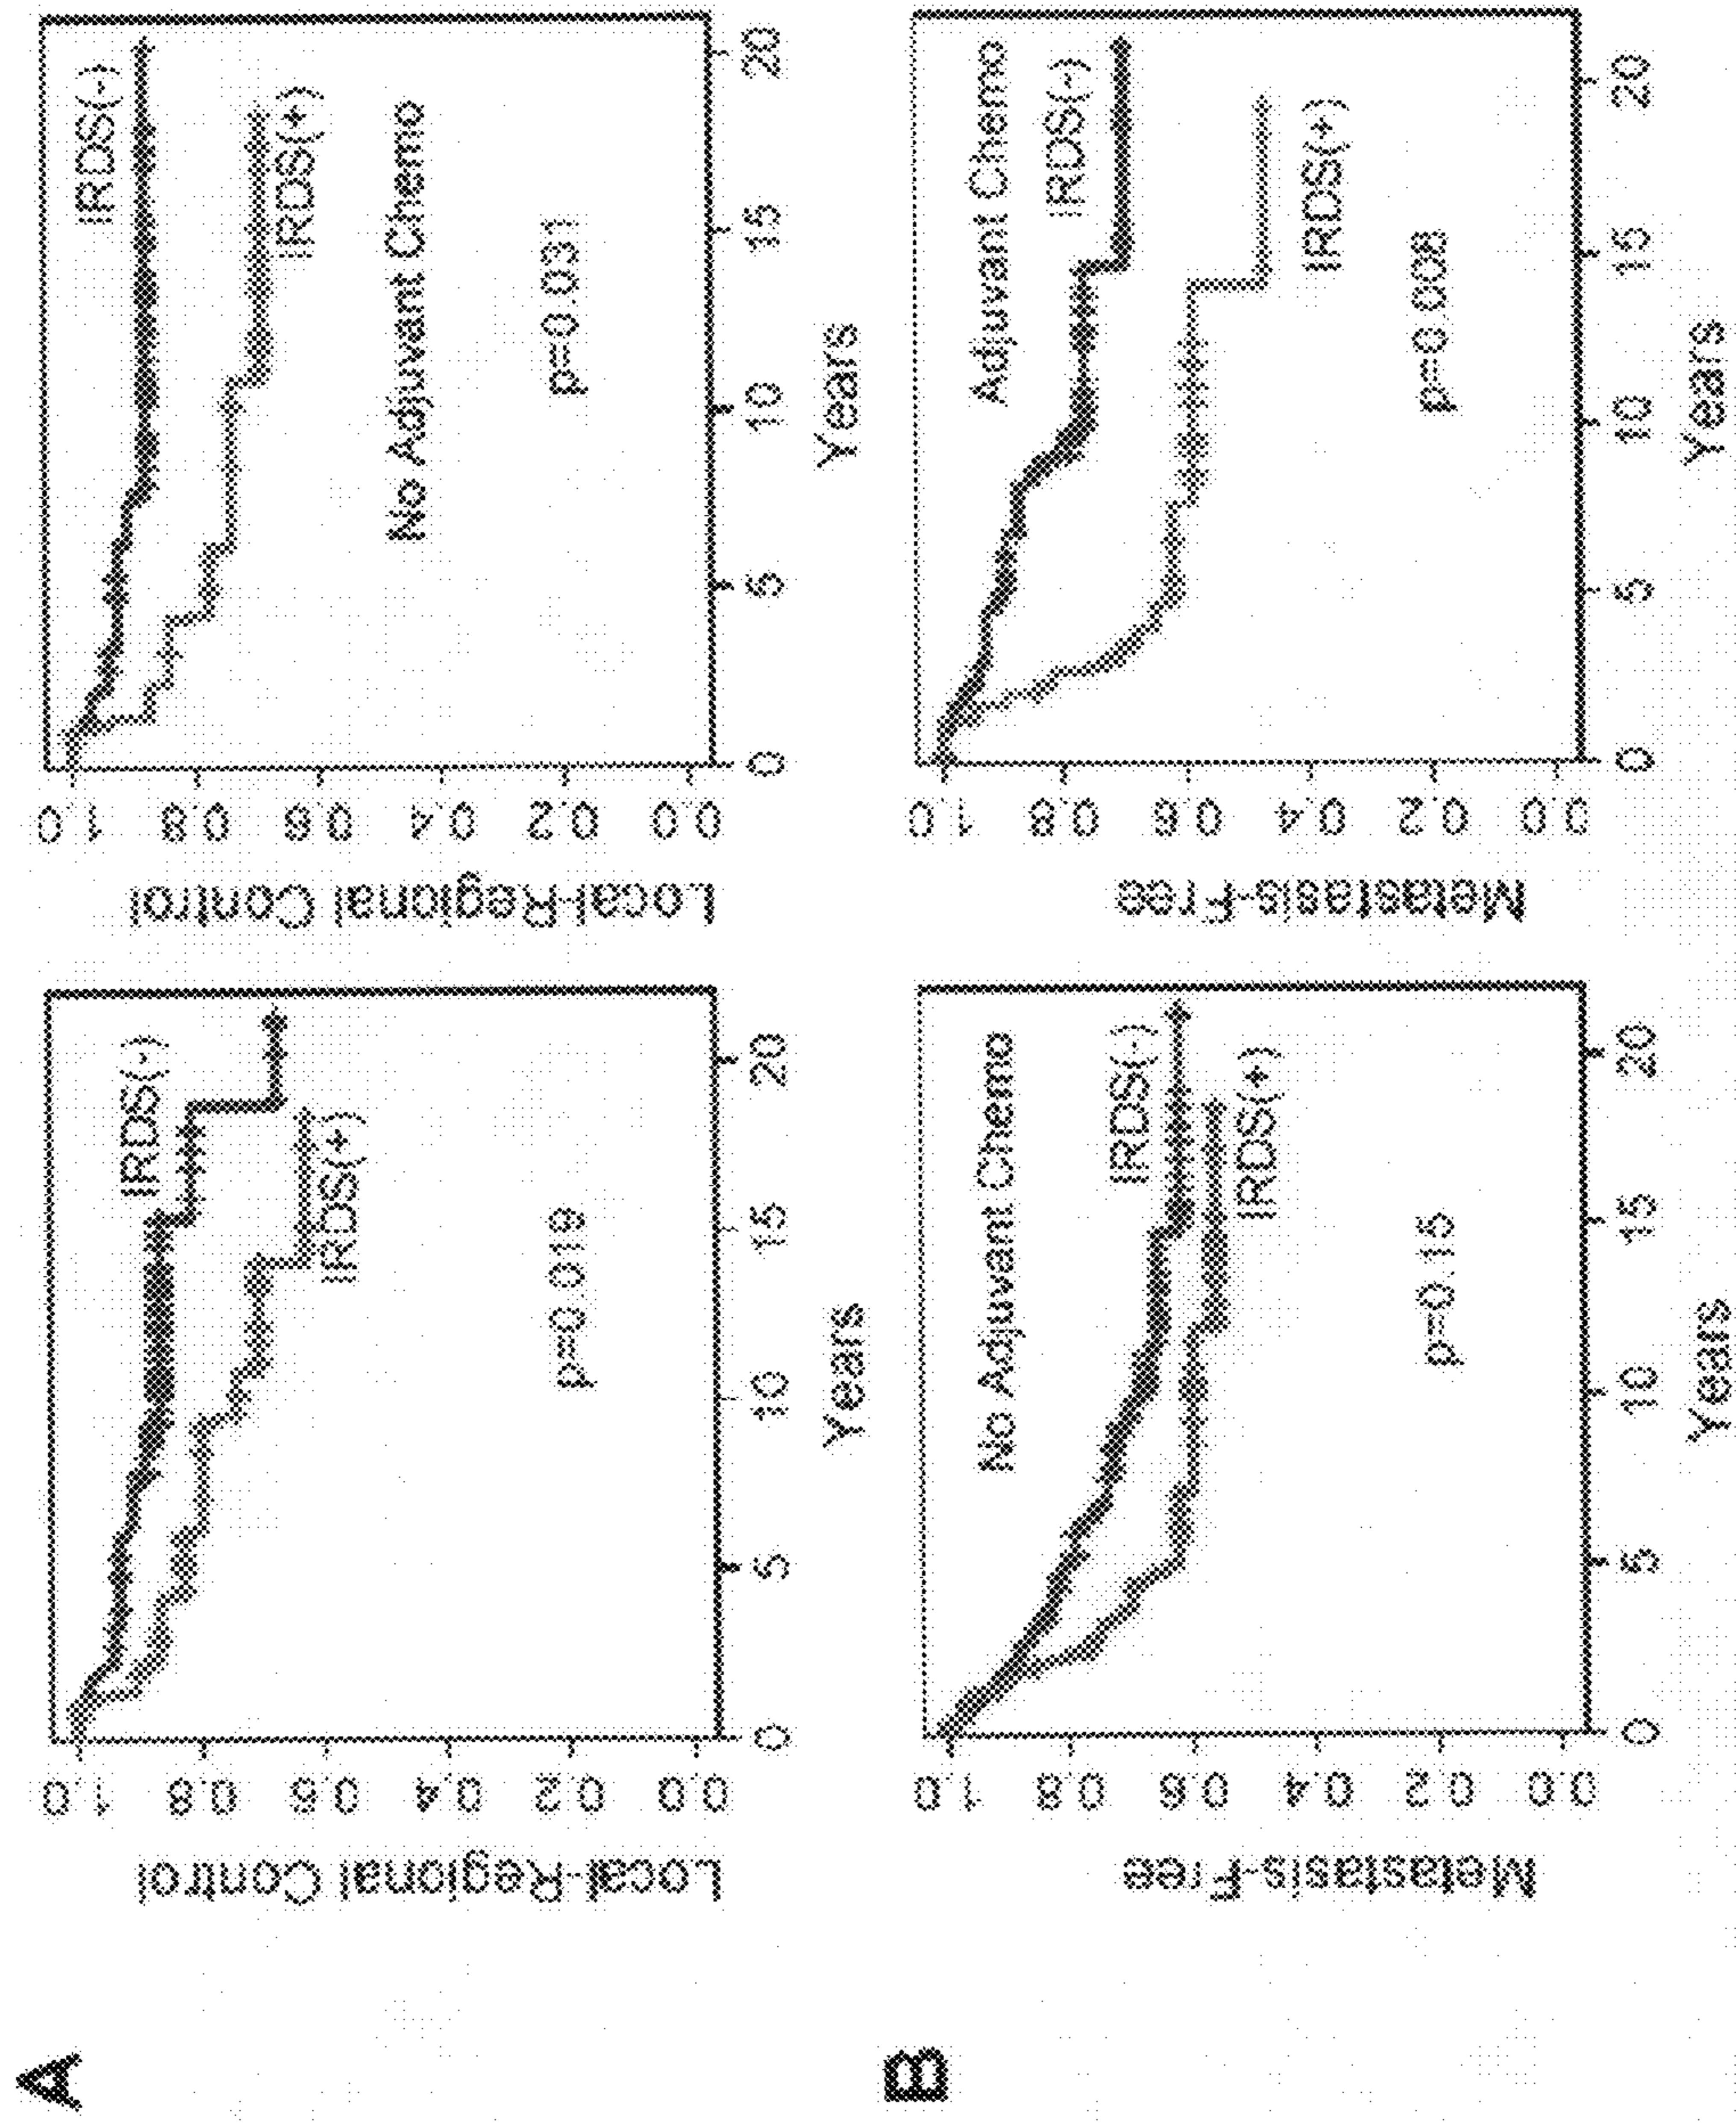 A
Local-Regional Control
1.0
0.8
0.6
0.4
0.2
0.0
IRDS(-)
IRDS(+)
p=0.019
0 5 10 15 20
Years
Local-Regional Control
1.0
0.8
0.6
0.4
0.2
0.0
IRDS(-)
IRDS(+)
No Adjuvant Chemo
p=0.031
0 5 10 15 20
Years
B
Metastasis-Free
1.0
0.8
0.6
0.4
0.2
0.0
No Adjuvant Chemo
IRDS(-)
IRDS(+)
p=0.15
0 5 10 15 20
Years
Metastasis-Free
1.0
0.8
0.6
0.4
0.2
0.0
Adjuvant Chemo
IRDS(-)
IRDS(+)
p=0.008
0 5 10 15 20
Years